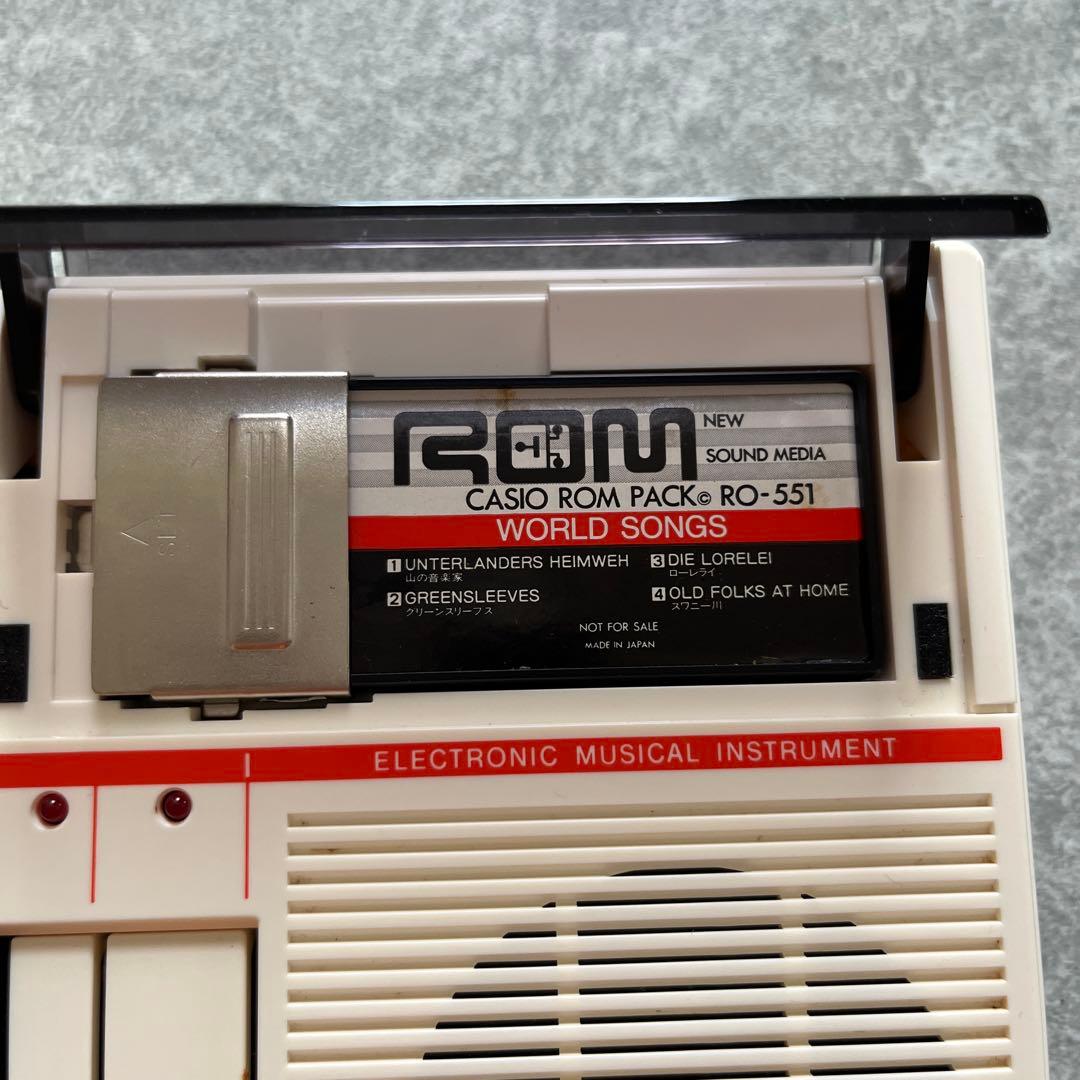 ROM
NEW
SOUND MEDIA
CASIO ROM PACK© RO-551
WORLD SONGS
1 UNTERLANDERS HEIMWEH
山の音楽家
2 GREENSLEEVES
グリーンスリーブス
3 DIE LORELEI
ローレライ
4 OLD FOLKS AT HOME
スワニー川
NOT FOR SALE
MADE IN JAPAN
ELECTRONIC MUSICAL INSTRUMENT